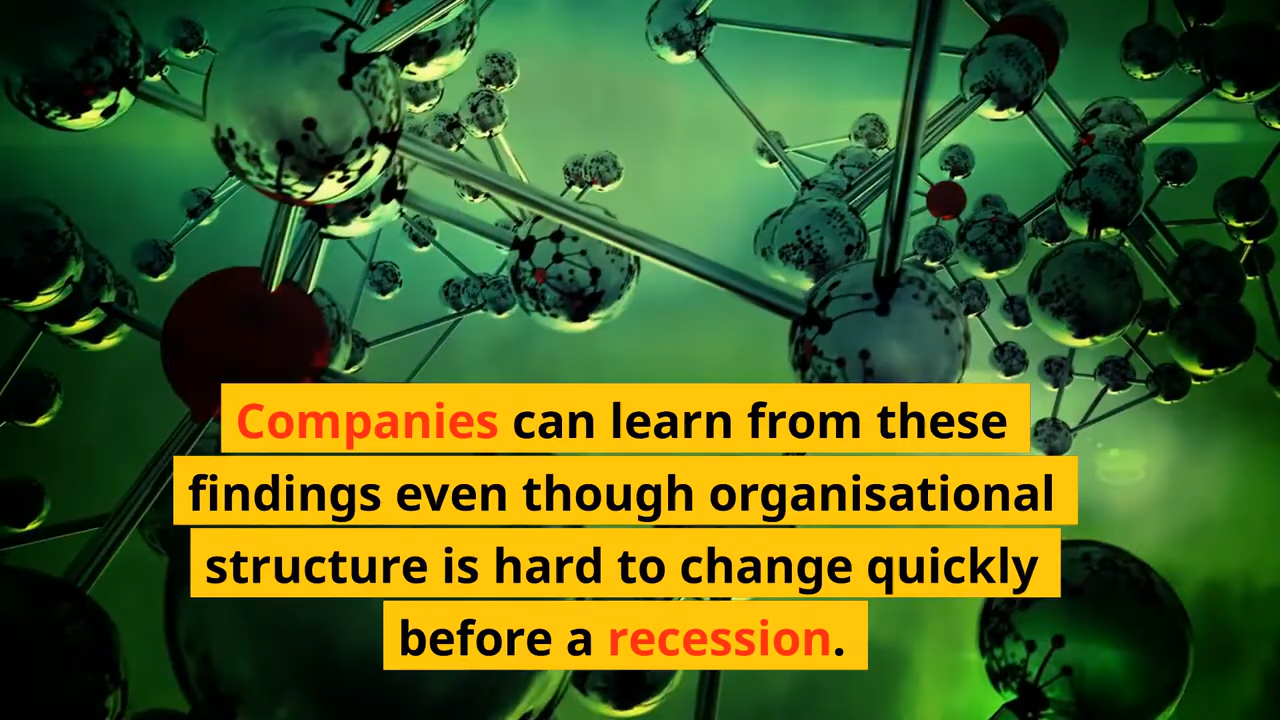 Companies can learn from these
findings even though organisational
structure is hard to change quickly
before a recession.